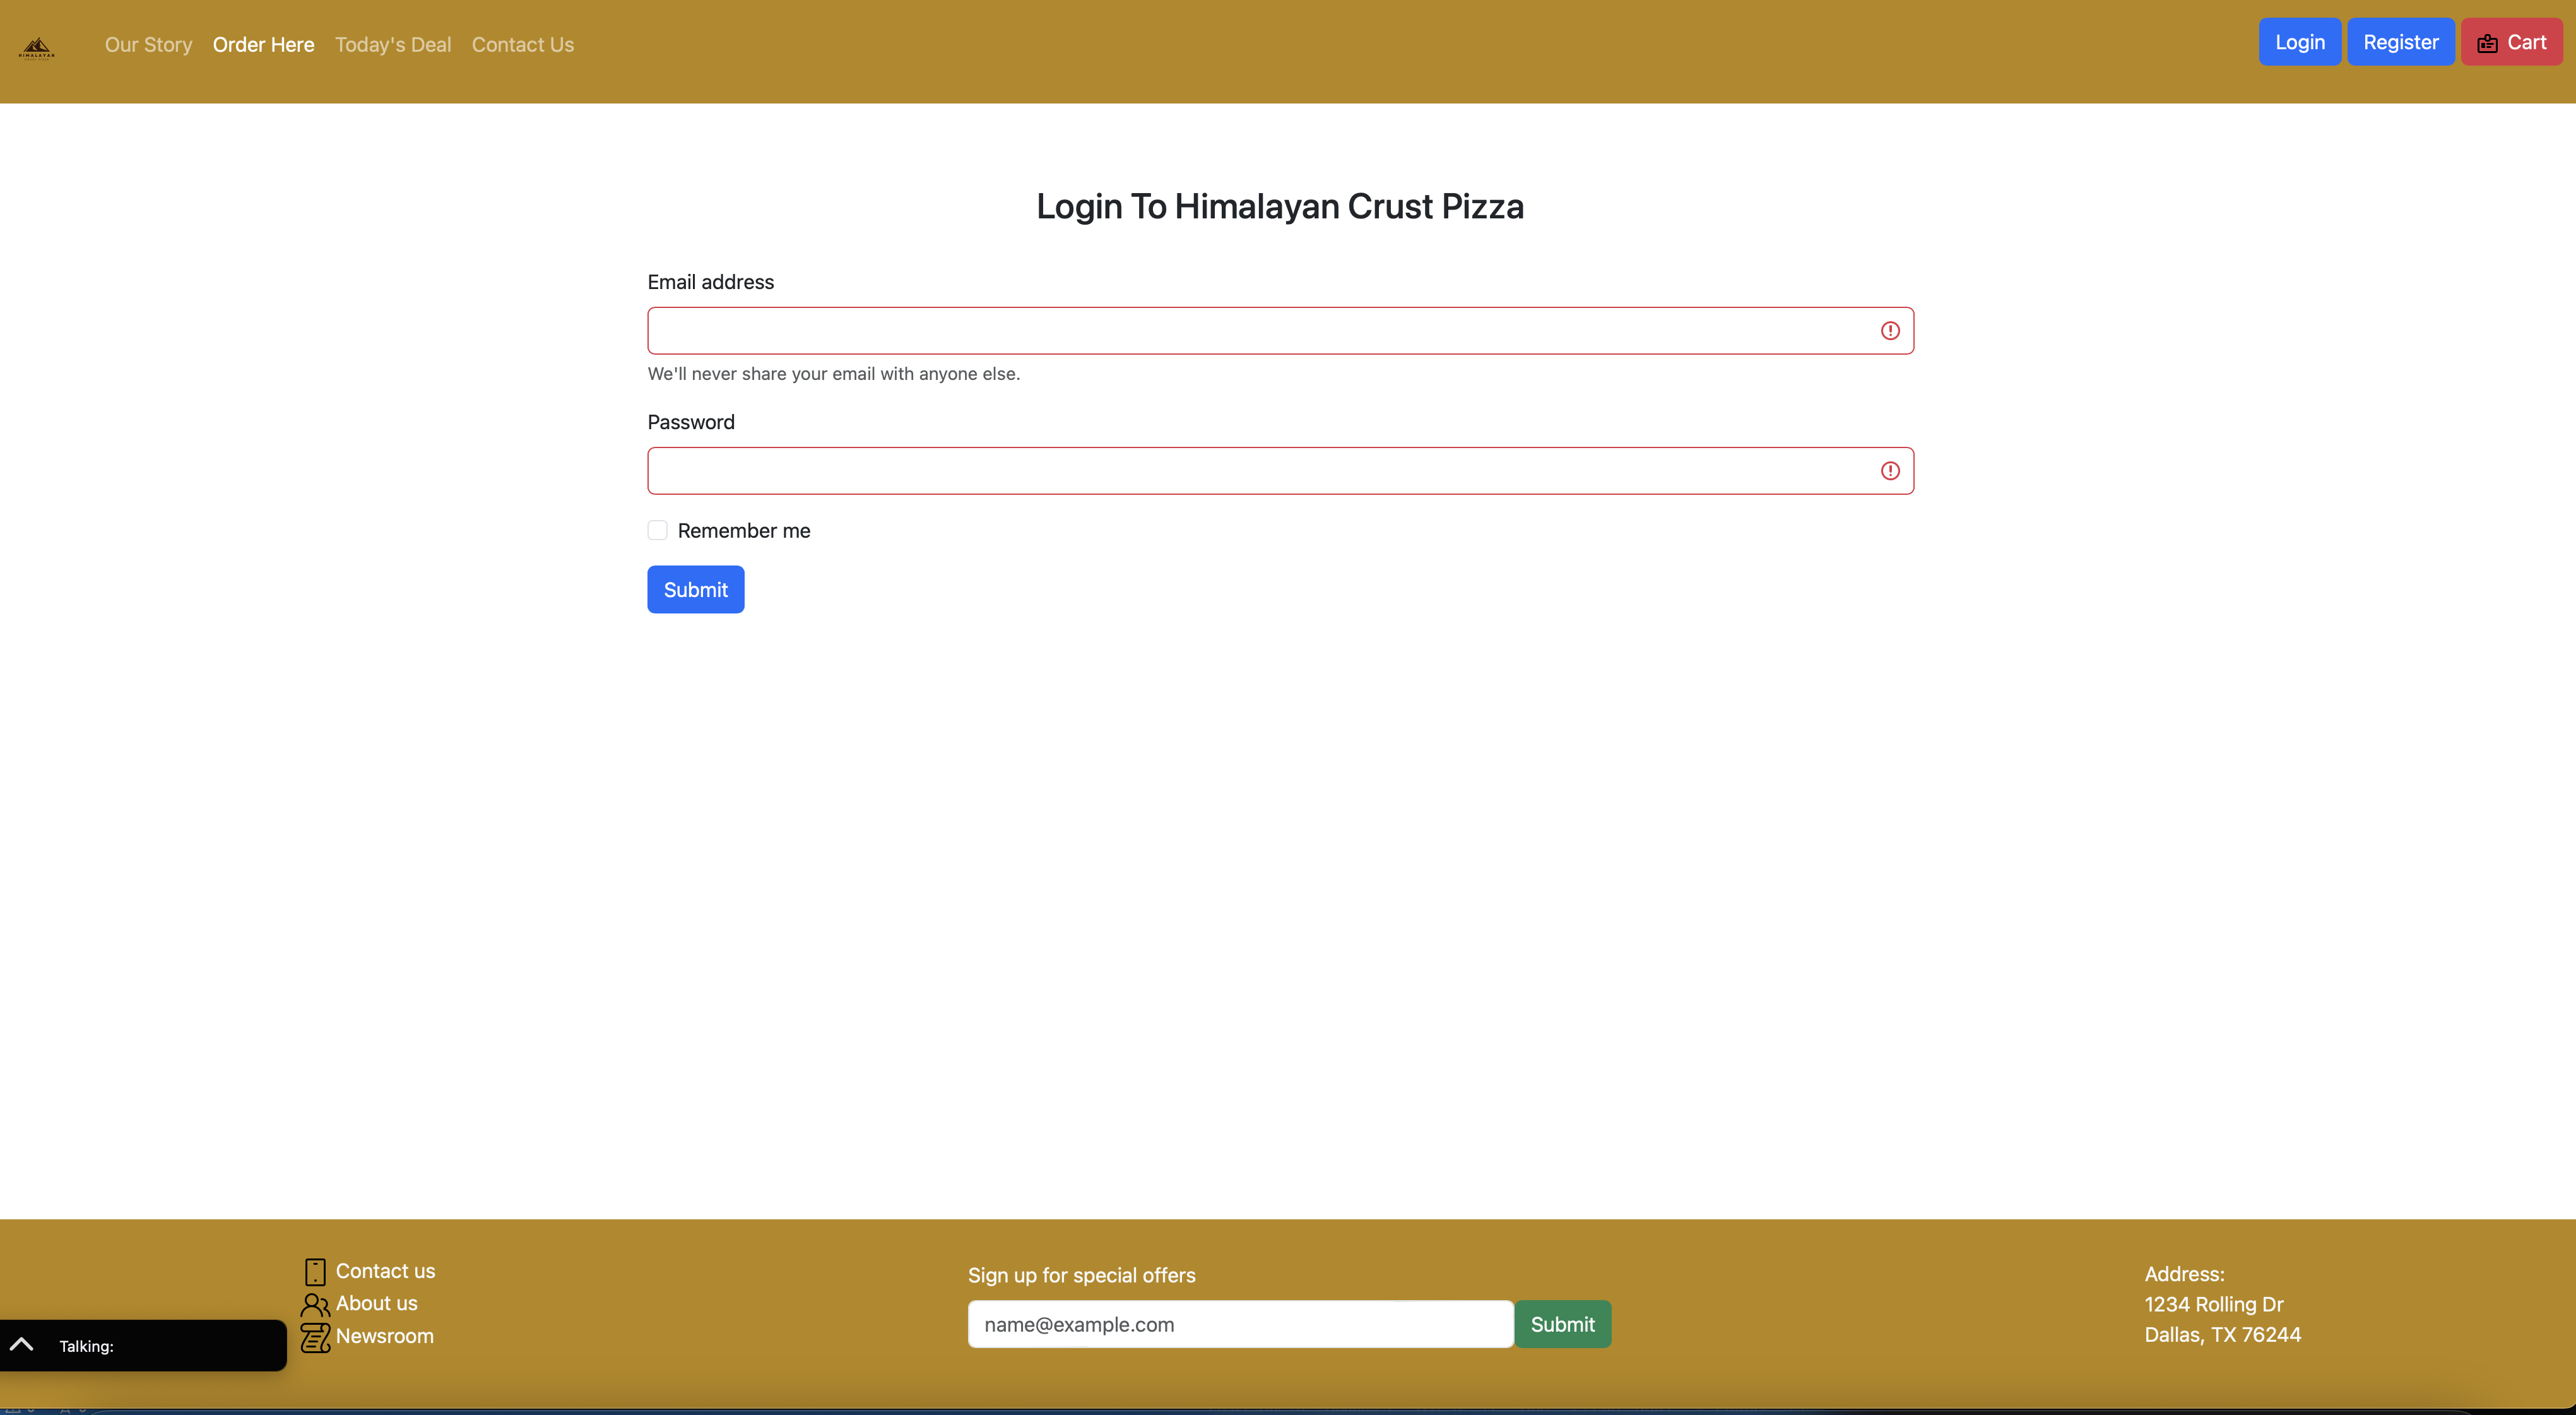 HIMALAYAN
Our Story Order Here Today's Deal Contact Us
Login Register Cart
Login To Himalayan Crust Pizza
Email address
We'll never share your email with anyone else.
Password
Remember me
Submit
Contact us
About us
Newsroom
Sign up for special offers
name@example.com Submit
Address:
1234 Rolling Dr
Dallas, TX 76244
Talking: